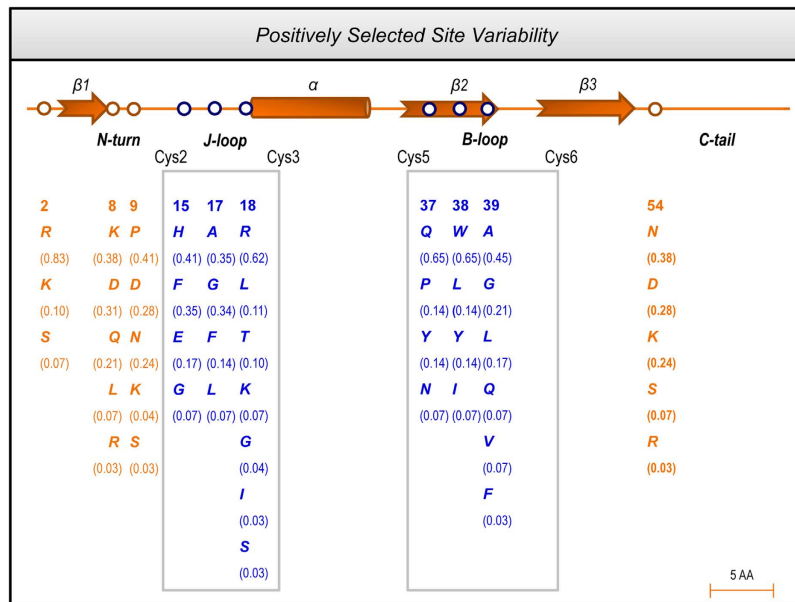 Positively Selected Site Variability
β1 α β2 β3
N-turn J-loop B-loop C-tail
Cys2 Cys3 Cys5 Cys6
2 8 9 15 17 18 37 38 39 54
R K P H A R Q W A N
(0.83) (0.38) (0.41) (0.41) (0.35) (0.62) (0.65) (0.65) (0.45) (0.38)
K D D F G L P L G D
(0.10) (0.31) (0.28) (0.35) (0.34) (0.11) (0.14) (0.14) (0.21) (0.28)
S Q N E F T Y Y L K
(0.07) (0.21) (0.24) (0.17) (0.14) (0.10) (0.14) (0.14) (0.17) (0.24)
L K G L K N I Q S
(0.07) (0.04) (0.07) (0.07) (0.07) (0.07) (0.07) (0.07) (0.07)
R S G V R
(0.03) (0.03) (0.04) (0.07) (0.03)
I F
(0.03) (0.03)
S
(0.03)
5 AA